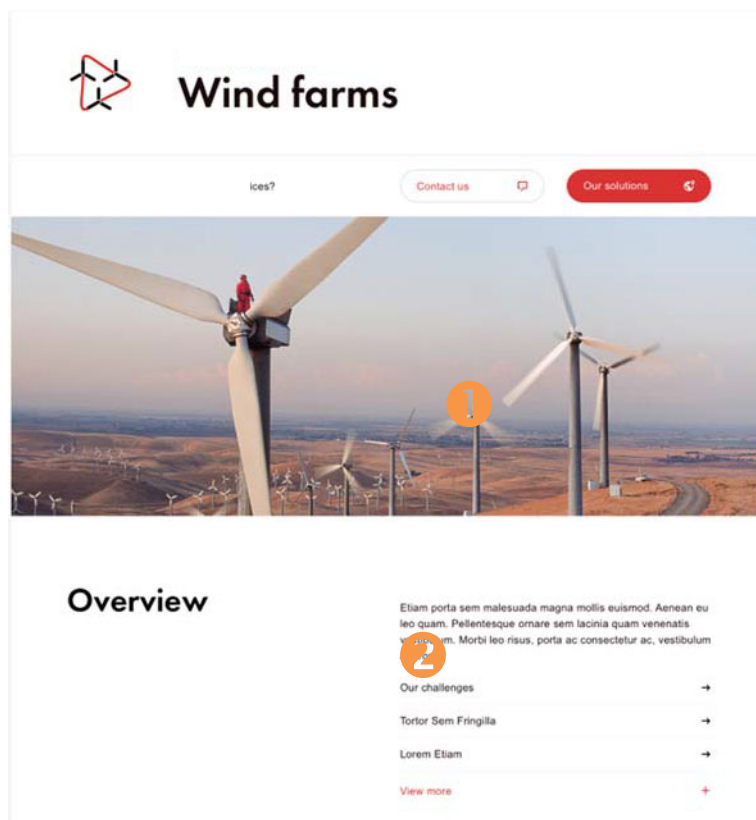 Wind farms
ices?
Contact us
Our solutions
1
Overview
Etiam porta sem malesuada magna mollis euismod. Aenean eu
leo quam. Pellentesque ornare sem lacinia quam venenatis
Morbi leo risus, porta ac consectetur ac, vestibulum
2
Our challenges
Tortor Sem Fringilla
Lorem Etiam
View more